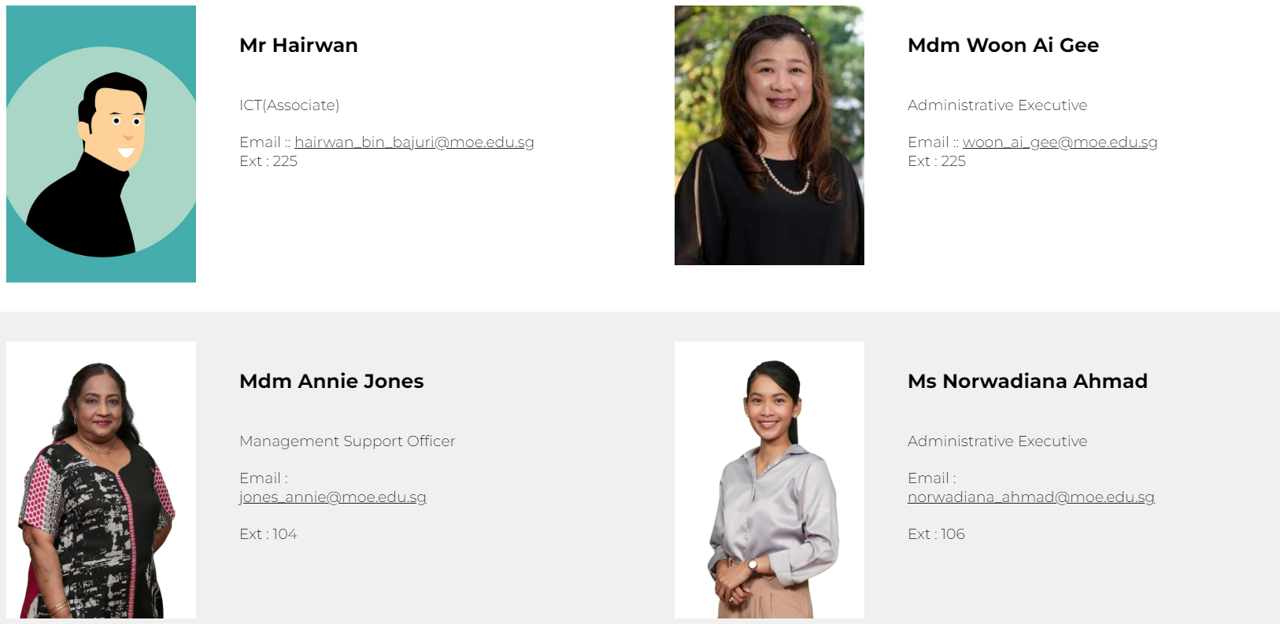 Mr Hairwan
ICT(Associate)
Email :: hairwan_bin_bajuri@moe.edu.sg
Ext : 225
Mdm Woon Ai Gee
Administrative Executive
Email :: woon_ai_gee@moe.edu.sg
Ext : 225
Mdm Annie Jones
Management Support Officer
Email :
jones_annie@moe.edu.sg
Ext : 104
Ms Norwadiana Ahmad
Administrative Executive
Email :
norwadiana_ahmad@moe.edu.sg
Ext : 106